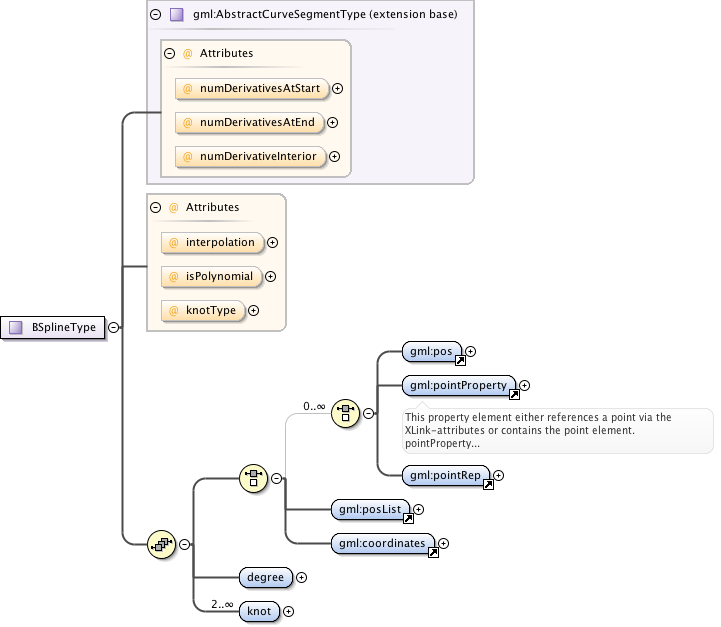 gml:AbstractCurveSegmentType (extension base)
@ Attributes
@ numDerivativesAtStart
@ numDerivativesAtEnd
@ numDerivativeInterior
@ Attributes
@ interpolation
@ isPolynomial
@ knotType
BSplineType
gml:pos
gml:pointProperty
0..∞
This property element either references a point via the
XLink-attributes or contains the point element.
pointProperty...
gml:pointRep
gml:posList
gml:coordinates
degree
2..∞
knot